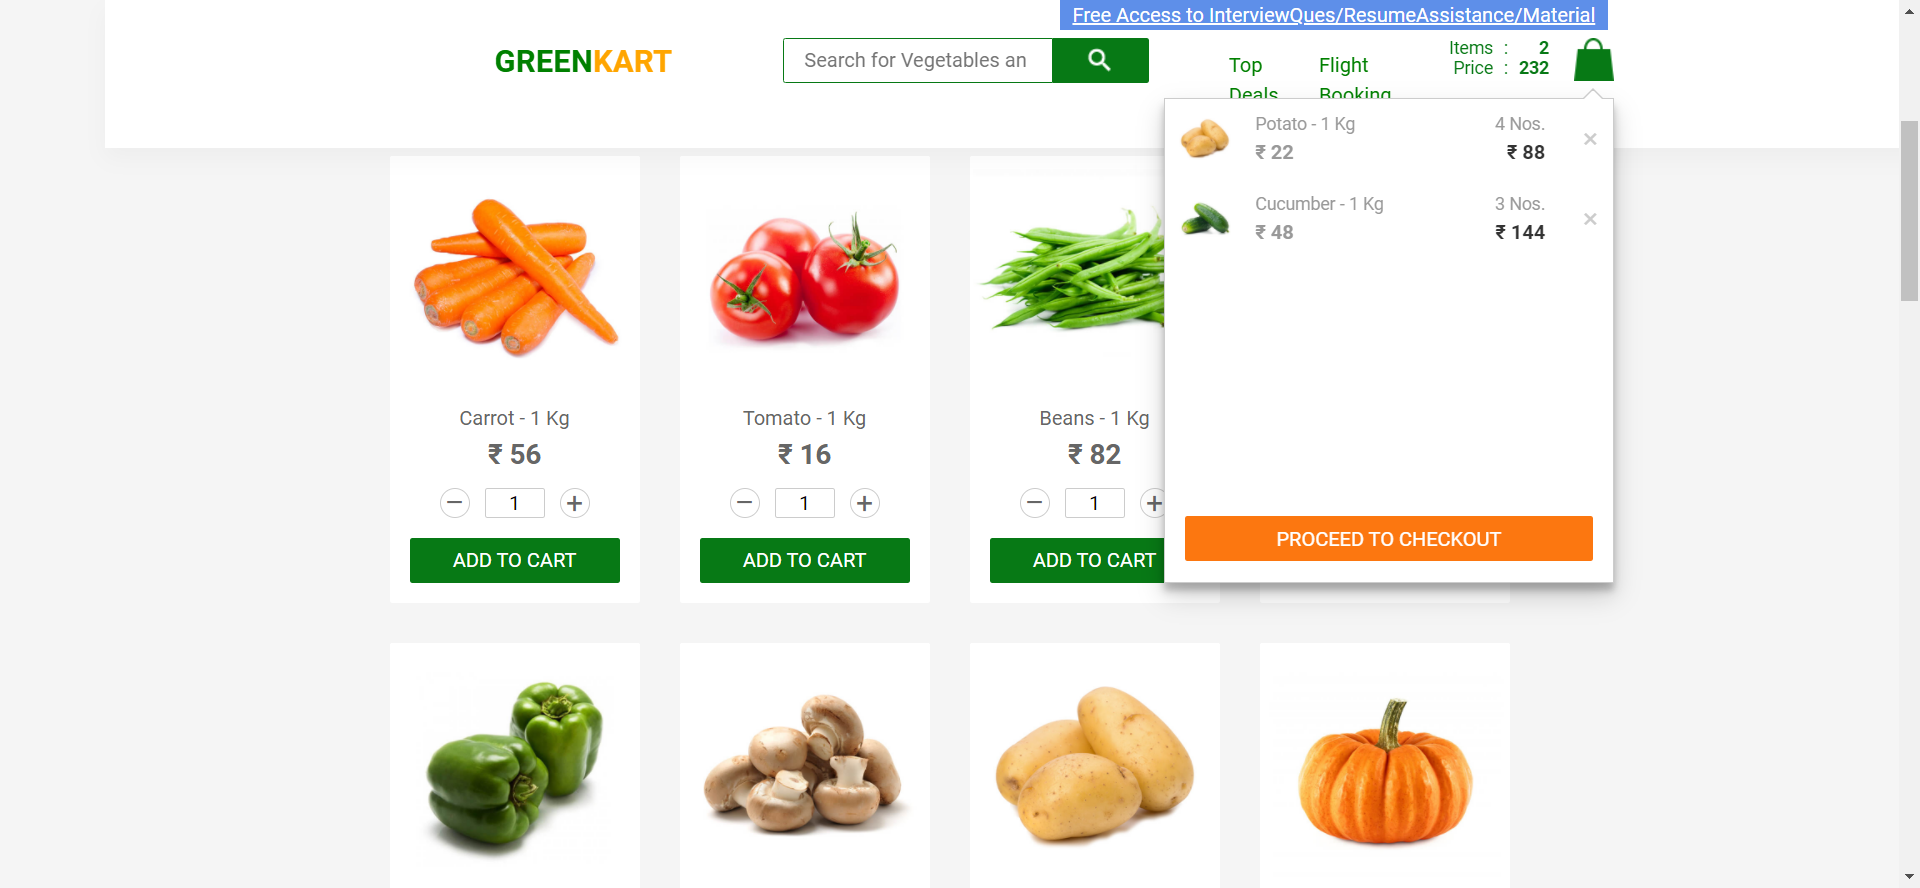 Free Access to InterviewQues/ResumeAssistance/Material
GREENKART
Search for Vegetables an
Top
Deals
Flight
Booking
Items : 2
Price : 232
Potato - 1 Kg 4 Nos.
₹ 22 ₹ 88
×
Cucumber - 1 Kg 3 Nos.
₹ 48 ₹ 144
×
PROCEED TO CHECKOUT
Carrot - 1 Kg
₹ 56
− 1 +
ADD TO CART
Tomato - 1 Kg
₹ 16
− 1 +
ADD TO CART
Beans - 1 Kg
₹ 82
− 1 +
ADD TO CART